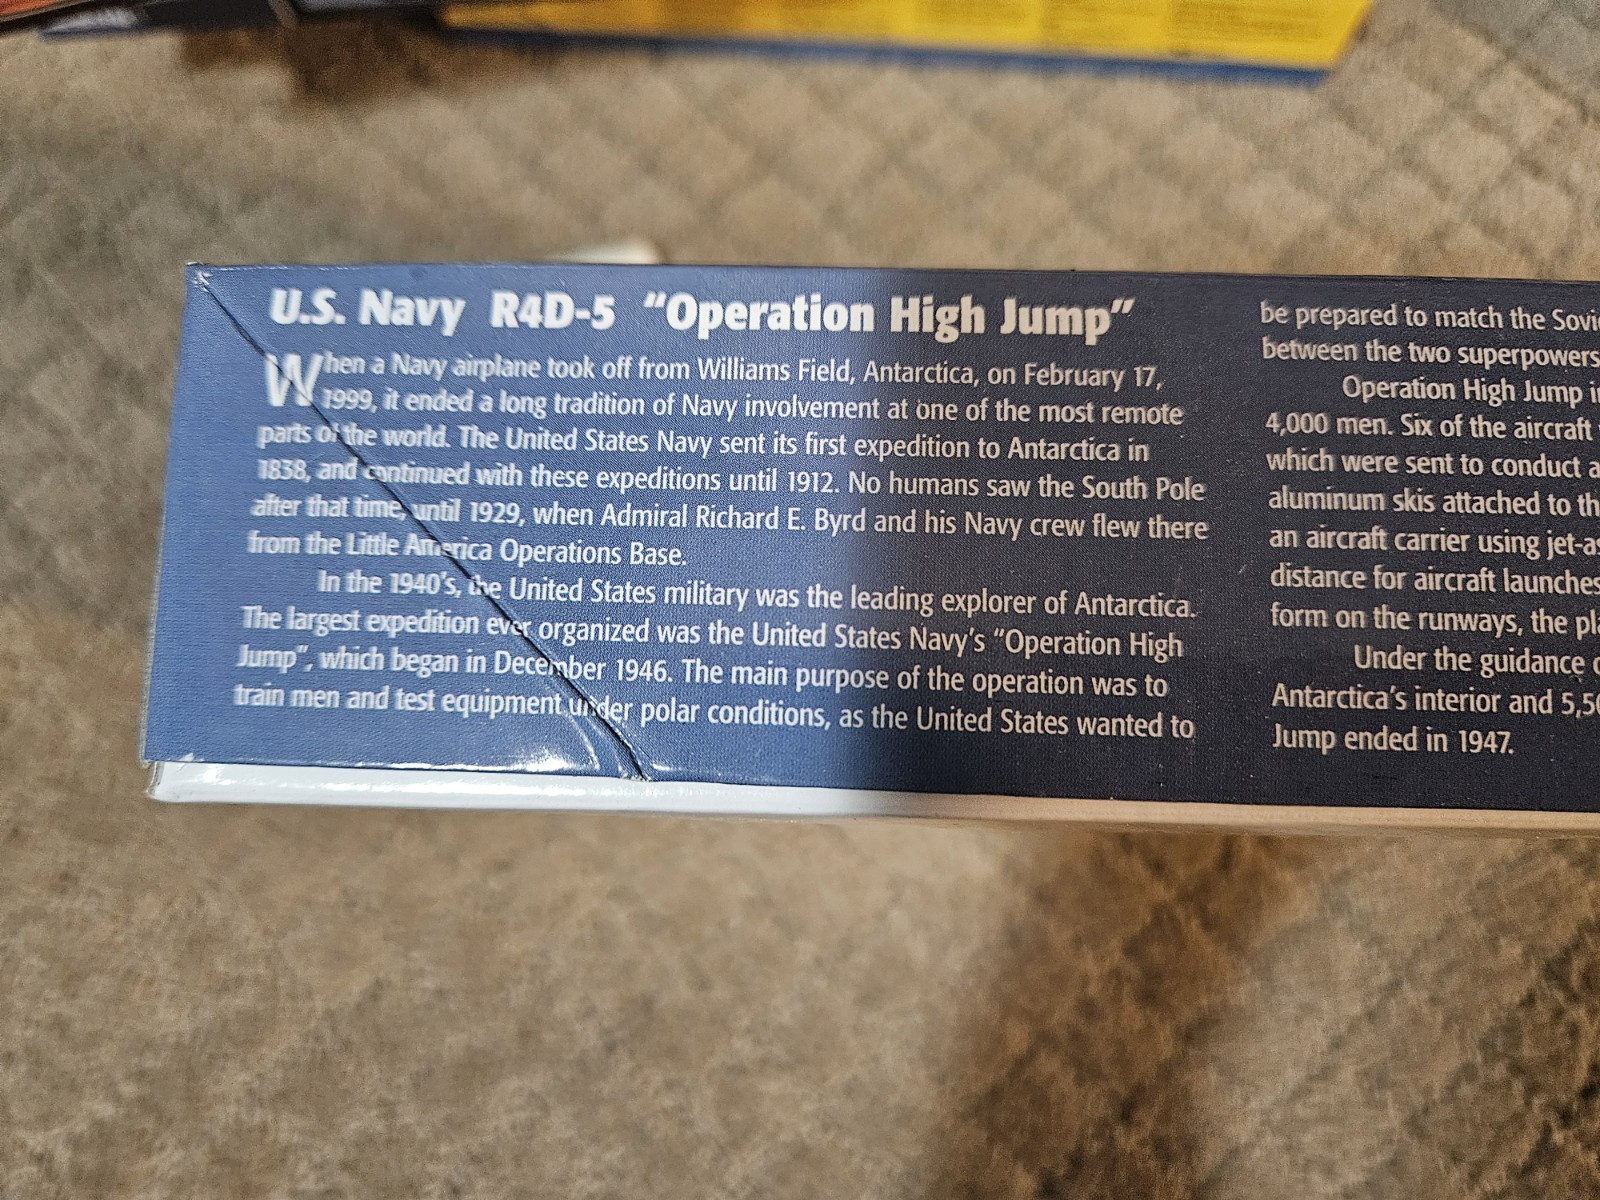 U.S. Navy R4D-5 “Operation High Jump”
When a Navy airplane took off from Williams Field, Antarctica, on February 17,
1999, it ended a long tradition of Navy involvement at one of the most remote
parts of the world. The United States Navy sent its first expedition to Antarctica in
1838, and continued with these expeditions until 1912. No humans saw the South Pole
after that time, until 1929, when Admiral Richard E. Byrd and his Navy crew flew there
from the Little America Operations Base.
In the 1940's, the United States military was the leading explorer of Antarctica.
The largest expedition ever organized was the United States Navy's “Operation High
Jump”, which began in December 1946. The main purpose of the operation was to
train men and test equipment under polar conditions, as the United States wanted to
be prepared to match the
between the two superpowers
Operation High Jump
4,000 men. Six of the aircraft
which were sent to conduct
aluminum skis attached to
an aircraft carrier using
distance for aircraft launches
form on the runways, the
Under the guidance
Antarctica's interior and
Jump ended in 1947.